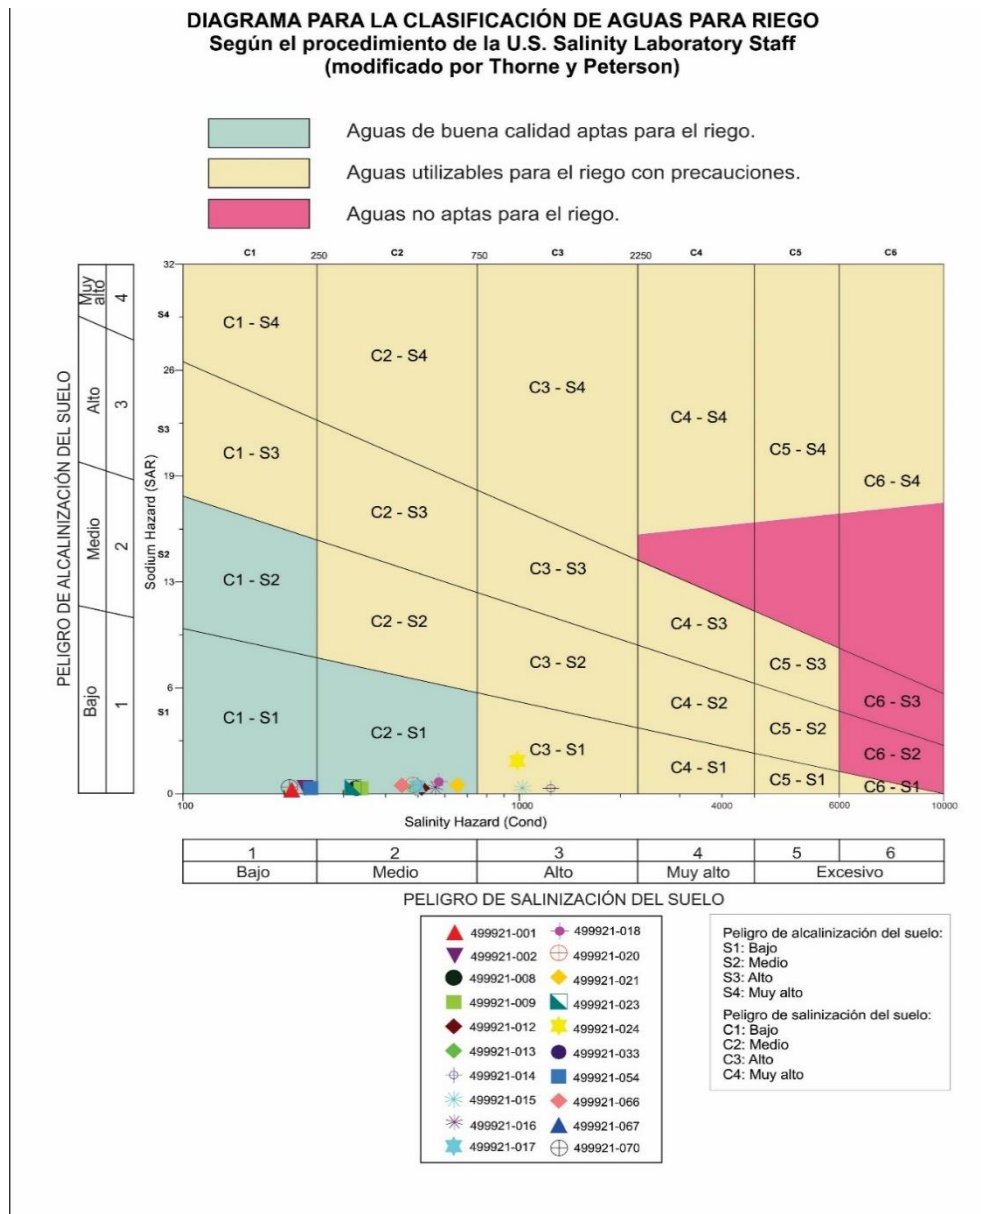 DIAGRAMA PARA LA CLASIFICACIÓN DE AGUAS PARA RIEGO
Según el procedimiento de la U.S. Salinity Laboratory Staff
(modificado por Thorne y Peterson)
Aguas de buena calidad aptas para el riego.
Aguas utilizables para el riego con precauciones.
Aguas no aptas para el riego.
C1 250 C2 750 C3 2250 C4 C5 C6
PELIGRO DE ALCALINIZACIÓN DEL SUELO
Muy alto 4
Alto 3
Medio 2
Bajo 1
Sodium Hazard (SAR)
32
S4
26
S3
19
S2
13
6
S1
0
C1 - S4
C2 - S4
C3 - S4
C4 - S4
C5 - S4
C6 - S4
C1 - S3
C2 - S3
C3 - S3
C4 - S3
C5 - S3
C6 - S3
C1 - S2
C2 - S2
C3 - S2
C4 - S2
C5 - S2
C6 - S2
C1 - S1
C2 - S1
C3 - S1
C4 - S1
C5 - S1
C6 - S1
100 1000 4000 6000 10000
Salinity Hazard (Cond)
1 2 3 4 5 6
Bajo Medio Alto Muy alto Excesivo
PELIGRO DE SALINIZACIÓN DEL SUELO
499921-001 499921-018
499921-002 499921-020
499921-008 499921-021
499921-009 499921-023
499921-012 499921-024
499921-013 499921-033
499921-014 499921-054
499921-015 499921-066
499921-016 499921-067
499921-017 499921-070
Peligro de alcalinización del suelo:
S1: Bajo
S2: Medio
S3: Alto
S4: Muy alto
Peligro de salinización del suelo:
C1: Bajo
C2: Medio
C3: Alto
C4: Muy alto